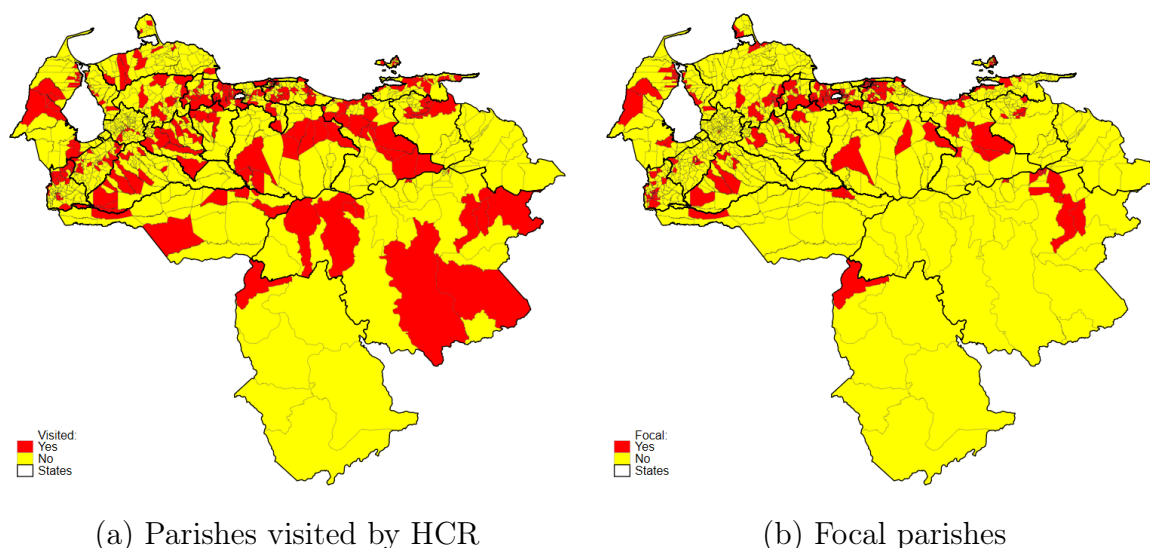 Visited:
Yes
No
States
Focal:
Yes
No
States
(a) Parishes visited by HCR
(b) Focal parishes